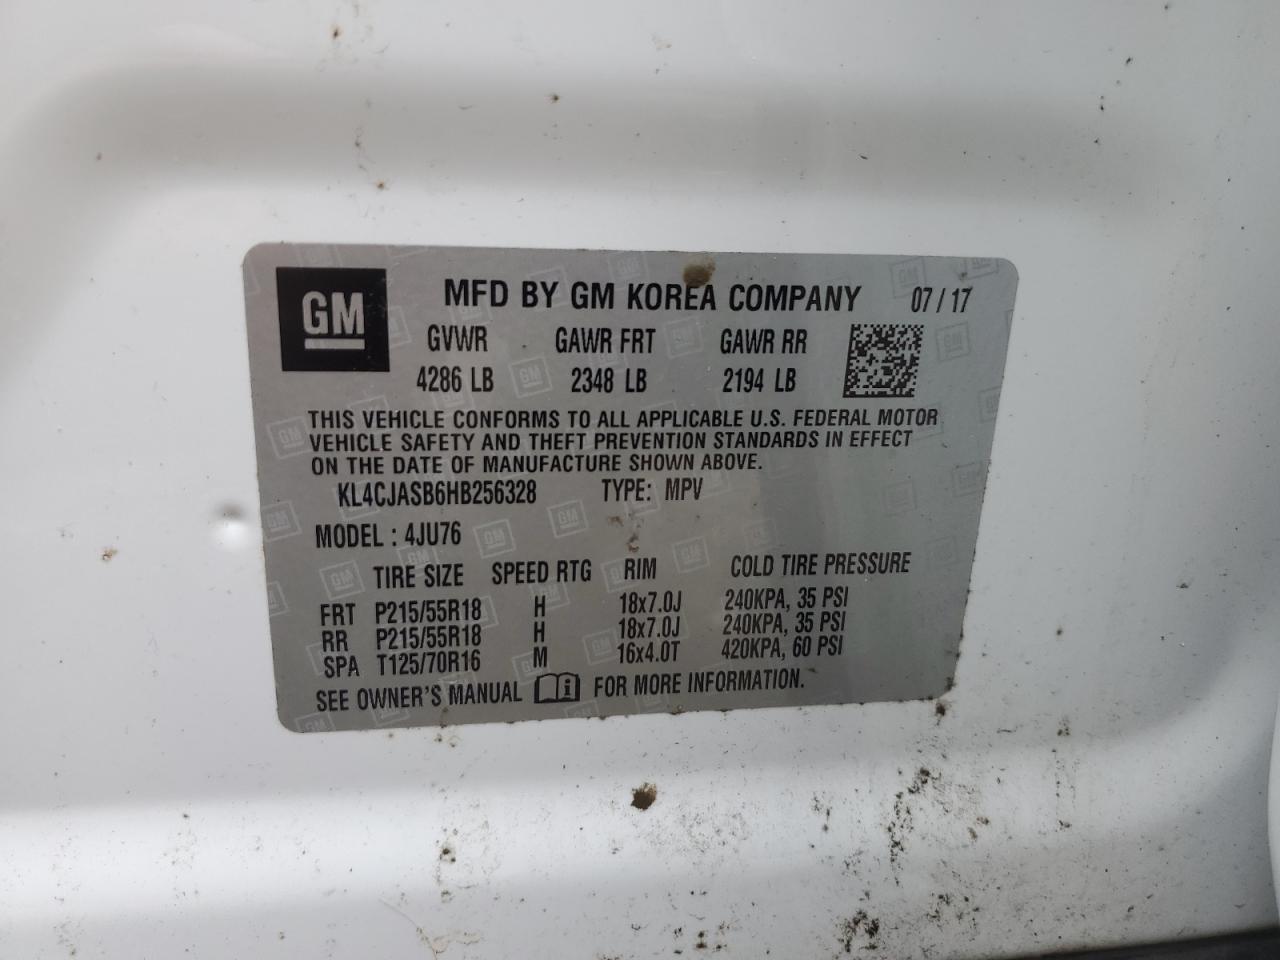 GM
MFD BY GM KOREA COMPANY 07 / 17
GVWR GAWR FRT GAWR RR
4286 LB 2348 LB 2194 LB
THIS VEHICLE CONFORMS TO ALL APPLICABLE U.S. FEDERAL MOTOR
VEHICLE SAFETY AND THEFT PREVENTION STANDARDS IN EFFECT
ON THE DATE OF MANUFACTURE SHOWN ABOVE.
KL4CJASB6HB256328 TYPE: MPV
MODEL : 4JU76
TIRE SIZE SPEED RTG RIM COLD TIRE PRESSURE
FRT P215/55R18 H 18x7.0J 240KPA, 35 PSI
RR P215/55R18 H 18x7.0J 240KPA, 35 PSI
SPA T125/70R16 M 16x4.0T 420KPA, 60 PSI
SEE OWNER'S MANUAL FOR MORE INFORMATION.